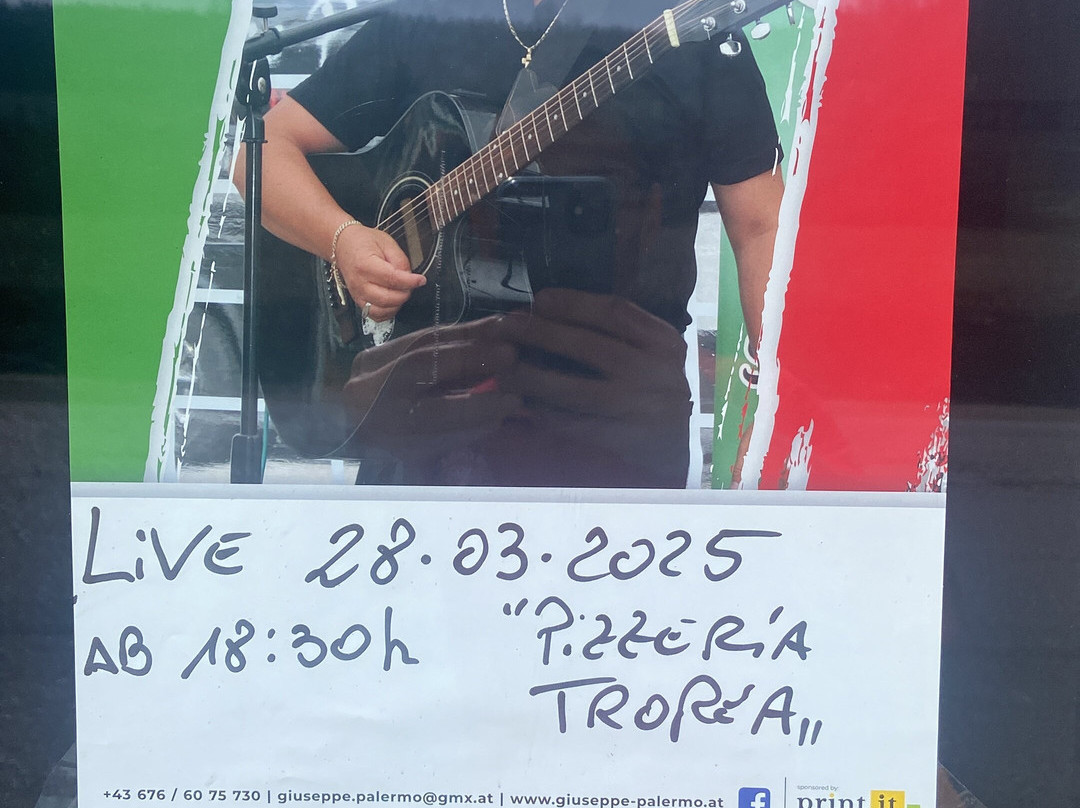 LiVE 28.03.2025
AB 18:30h "PiZZERiA
TROPEA„
+43 676 / 60 75 730 | giuseppe.palermo@gmx.at | www.giuseppe-palermo.at
sponsored by:
print it